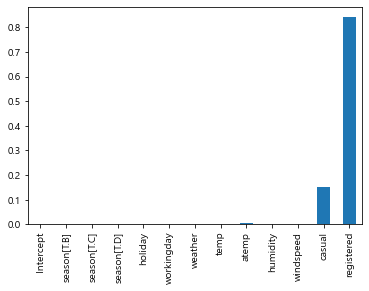 0.8
0.7
0.6
0.5
0.4
0.3
0.2
0.1
0.0
Intercept
season[T.B]
season[T.C]
season[T.D]
holiday
workingday
weather
temp
atemp
humidity
windspeed
casual
registered